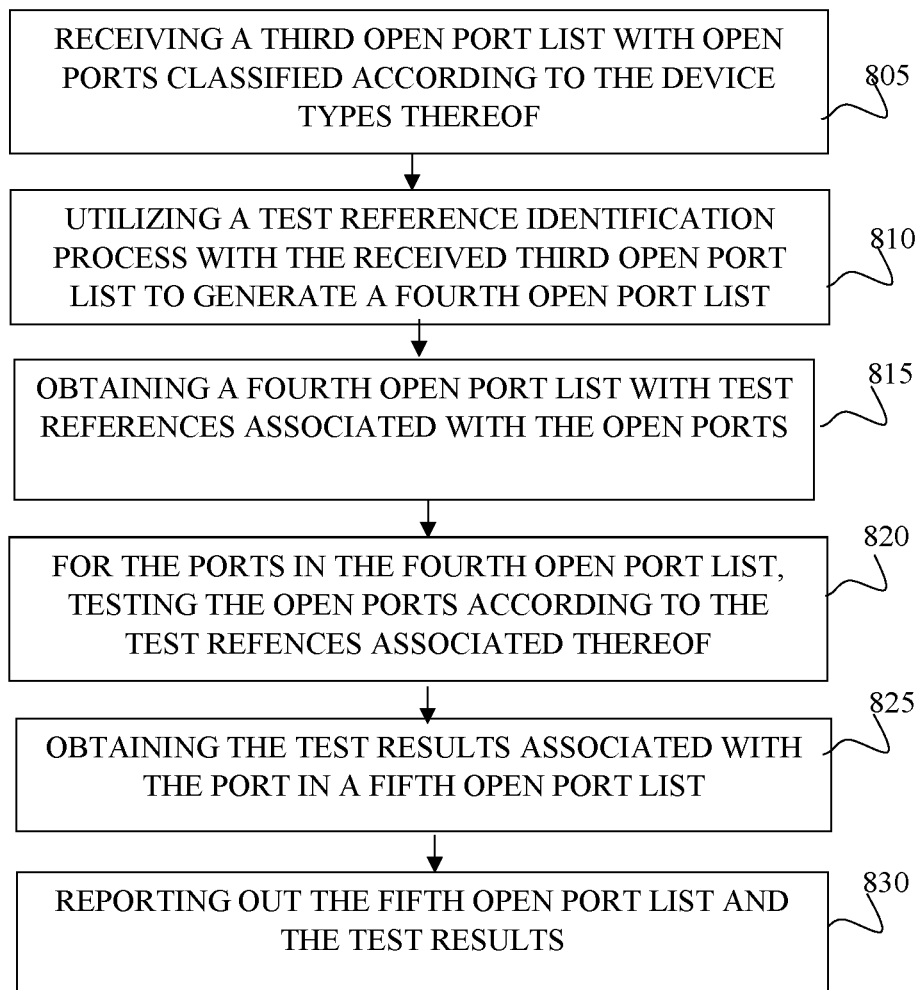 RECEIVING A THIRD OPEN PORT LIST WITH OPEN
PORTS CLASSIFIED ACCORDING TO THE DEVICE
TYPES THEREOF
805
UTILIZING A TEST REFERENCE IDENTIFICATION
PROCESS WITH THE RECEIVED THIRD OPEN PORT
LIST TO GENERATE A FOURTH OPEN PORT LIST
810
OBTAINING A FOURTH OPEN PORT LIST WITH TEST
REFERENCES ASSOCIATED WITH THE OPEN PORTS
815
FOR THE PORTS IN THE FOURTH OPEN PORT LIST,
TESTING THE OPEN PORTS ACCORDING TO THE
TEST REFENCES ASSOCIATED THEREOF
820
OBTAINING THE TEST RESULTS ASSOCIATED WITH
THE PORT IN A FIFTH OPEN PORT LIST
825
REPORTING OUT THE FIFTH OPEN PORT LIST AND
THE TEST RESULTS
830